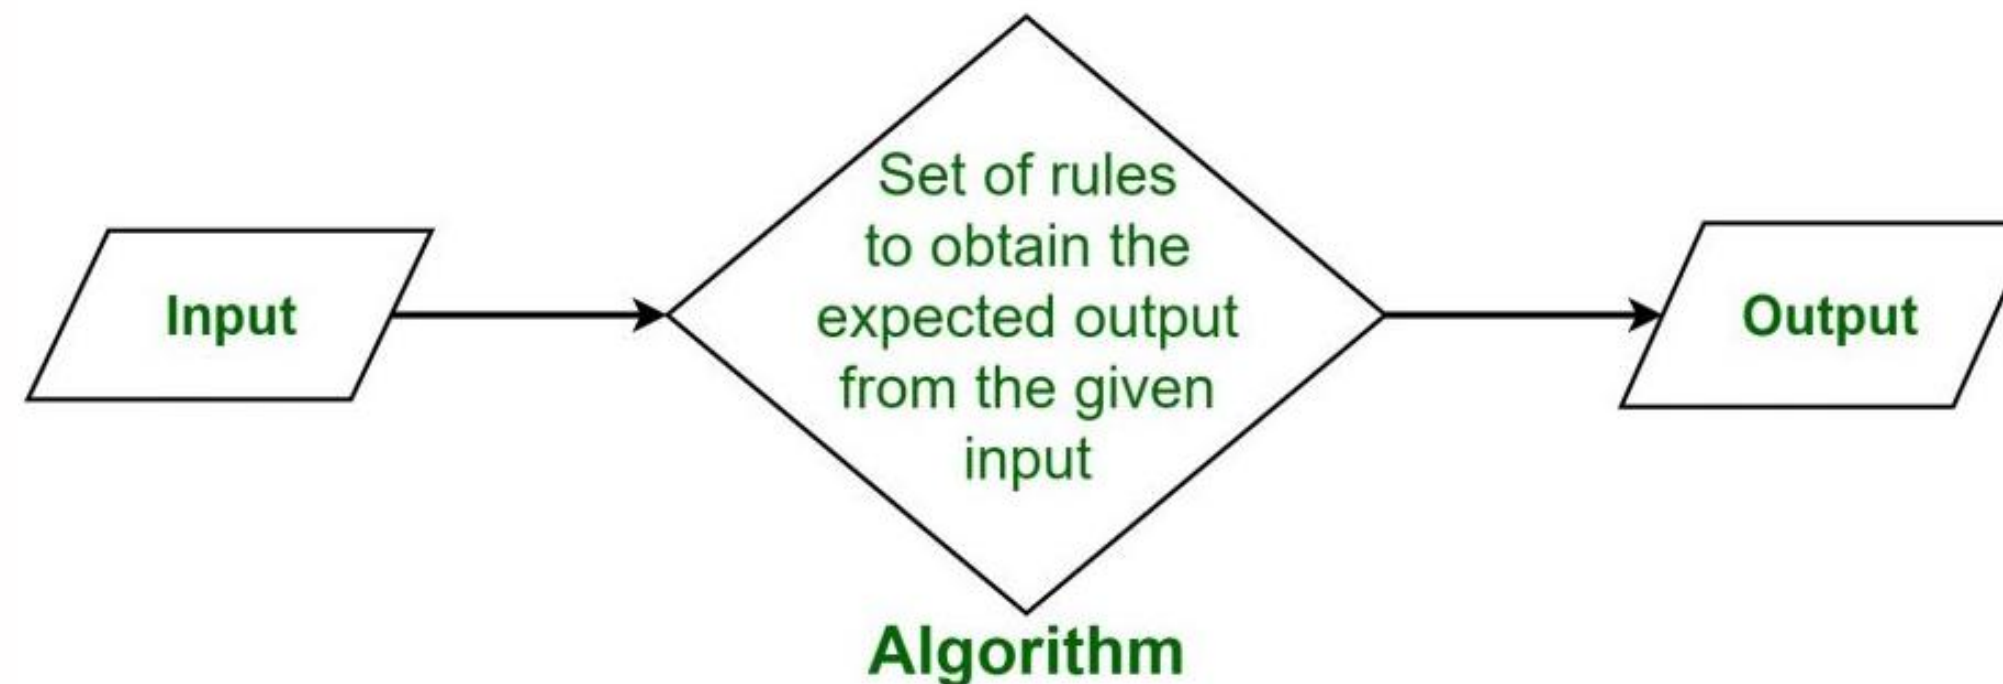 Input
Set of rules
to obtain the
expected output
from the given
input
Output
Algorithm